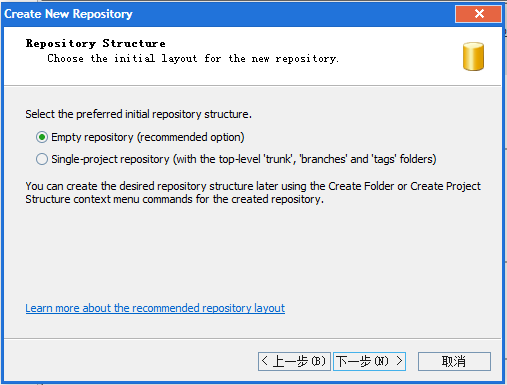 Create New Repository
Repository Structure
Choose the initial layout for the new repository.
Select the preferred initial repository structure.
Empty repository (recommended option)
Single-project repository (with the top-level 'trunk', 'branches' and 'tags' folders)
You can create the desired repository structure later using the Create Folder or Create Project
Structure context menu commands for the created repository.
Learn more about the recommended repository layout
< 上一步(B) 下一步(N) > 取消